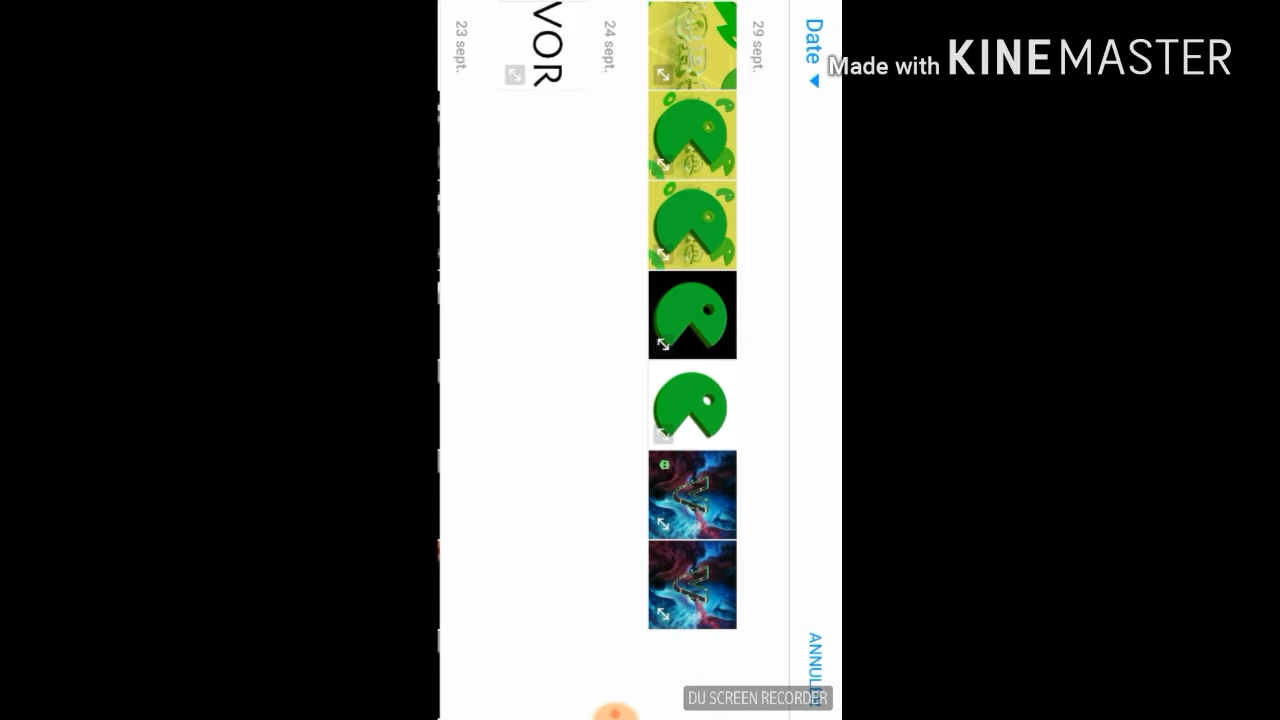 Made with KINEMASTER
Date
ANNULER
29 sept.
24 sept.
VOR
23 sept.
DU SCREEN RECORDER